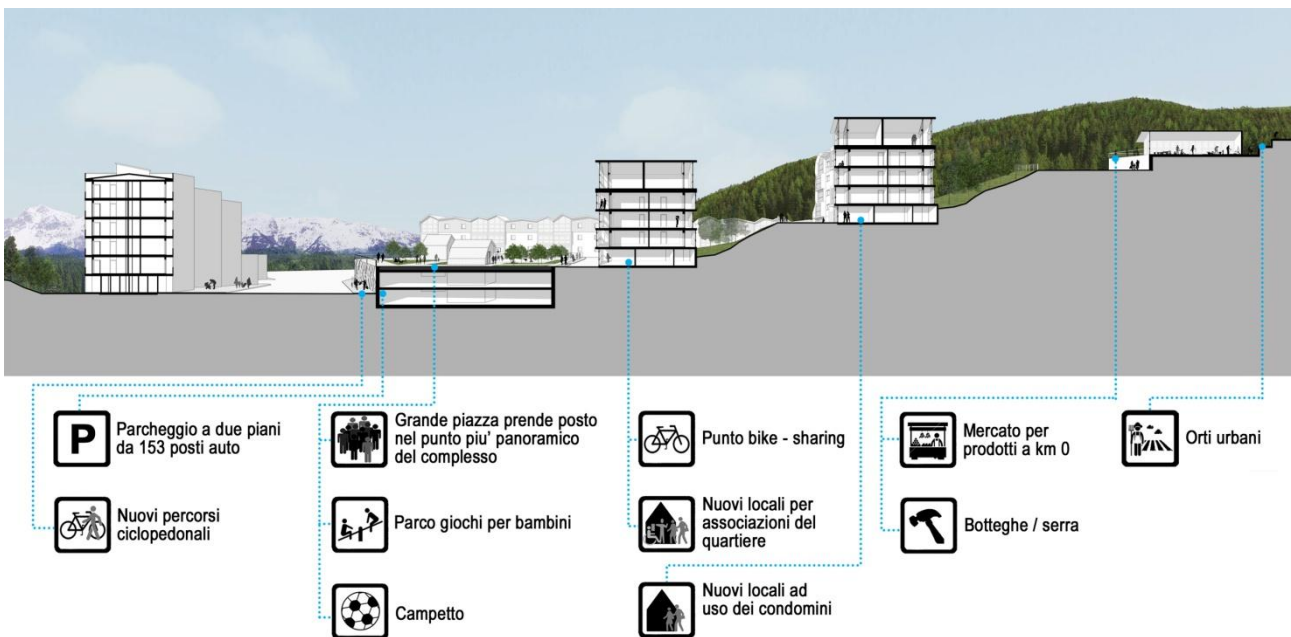 P
Parcheggio a due piani
da 153 posti auto
Nuovi percorsi
ciclopedonali
Grande piazza prende posto
nel punto piu' panoramico
del complesso
Parco giochi per bambini
Campetto
Punto bike - sharing
Nuovi locali per
associazioni del
quartiere
Nuovi locali ad
uso dei condomini
Mercato per
prodotti a km 0
Botteghe / serra
Orti urbani